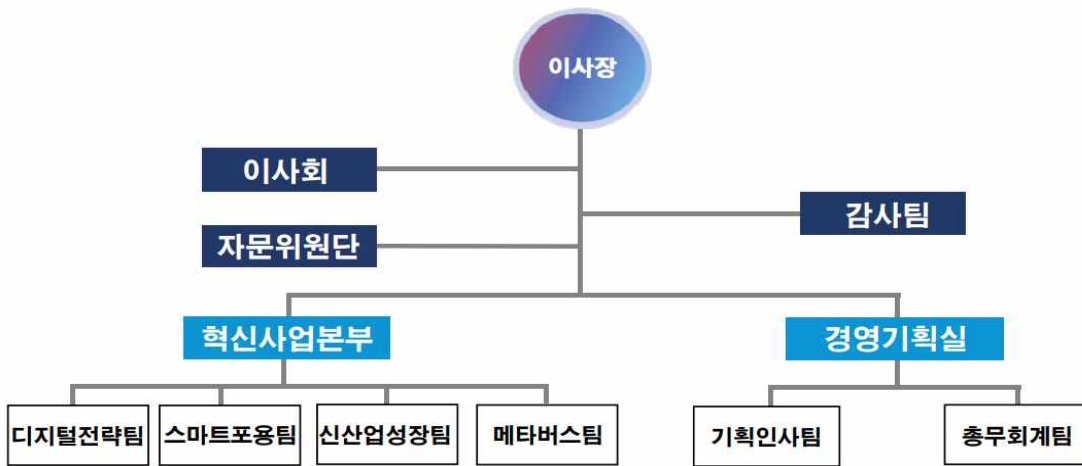 이사장
이사회
감사팀
자문위원단
혁신사업본부
경영기획실
디지털전략팀
스마트포용팀
신산업성장팀
메타버스팀
기획인사팀
총무회계팀